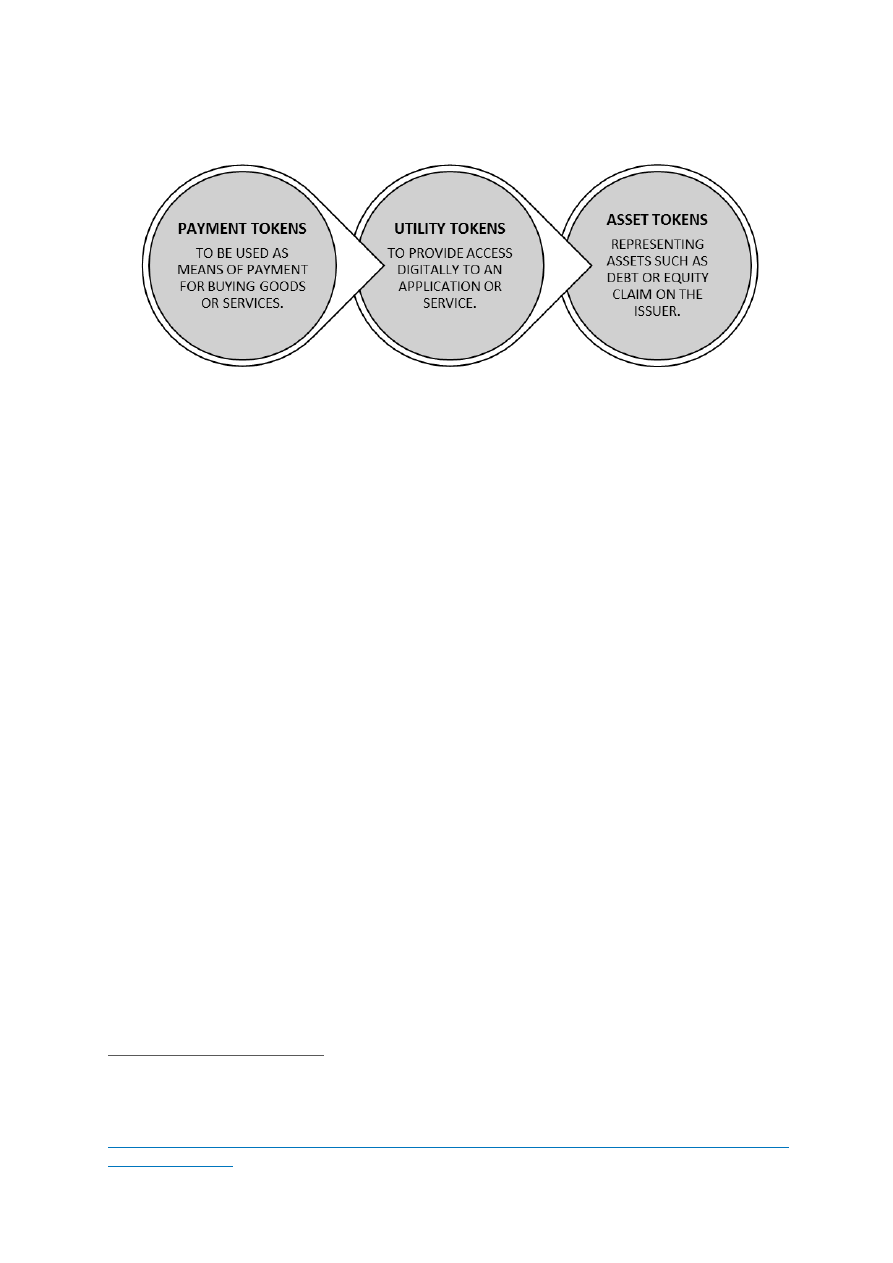 PAYMENT TOKENS
TO BE USED AS
MEANS OF PAYMENT
FOR BUYING GOODS
OR SERVICES.
UTILITY TOKENS
TO PROVIDE ACCESS
DIGITALLY TO AN
APPLICATION OR
SERVICE.
ASSET TOKENS
REPRESENTING
ASSETS SUCH AS
DEBT OR EQUITY
CLAIM ON THE
ISSUER.